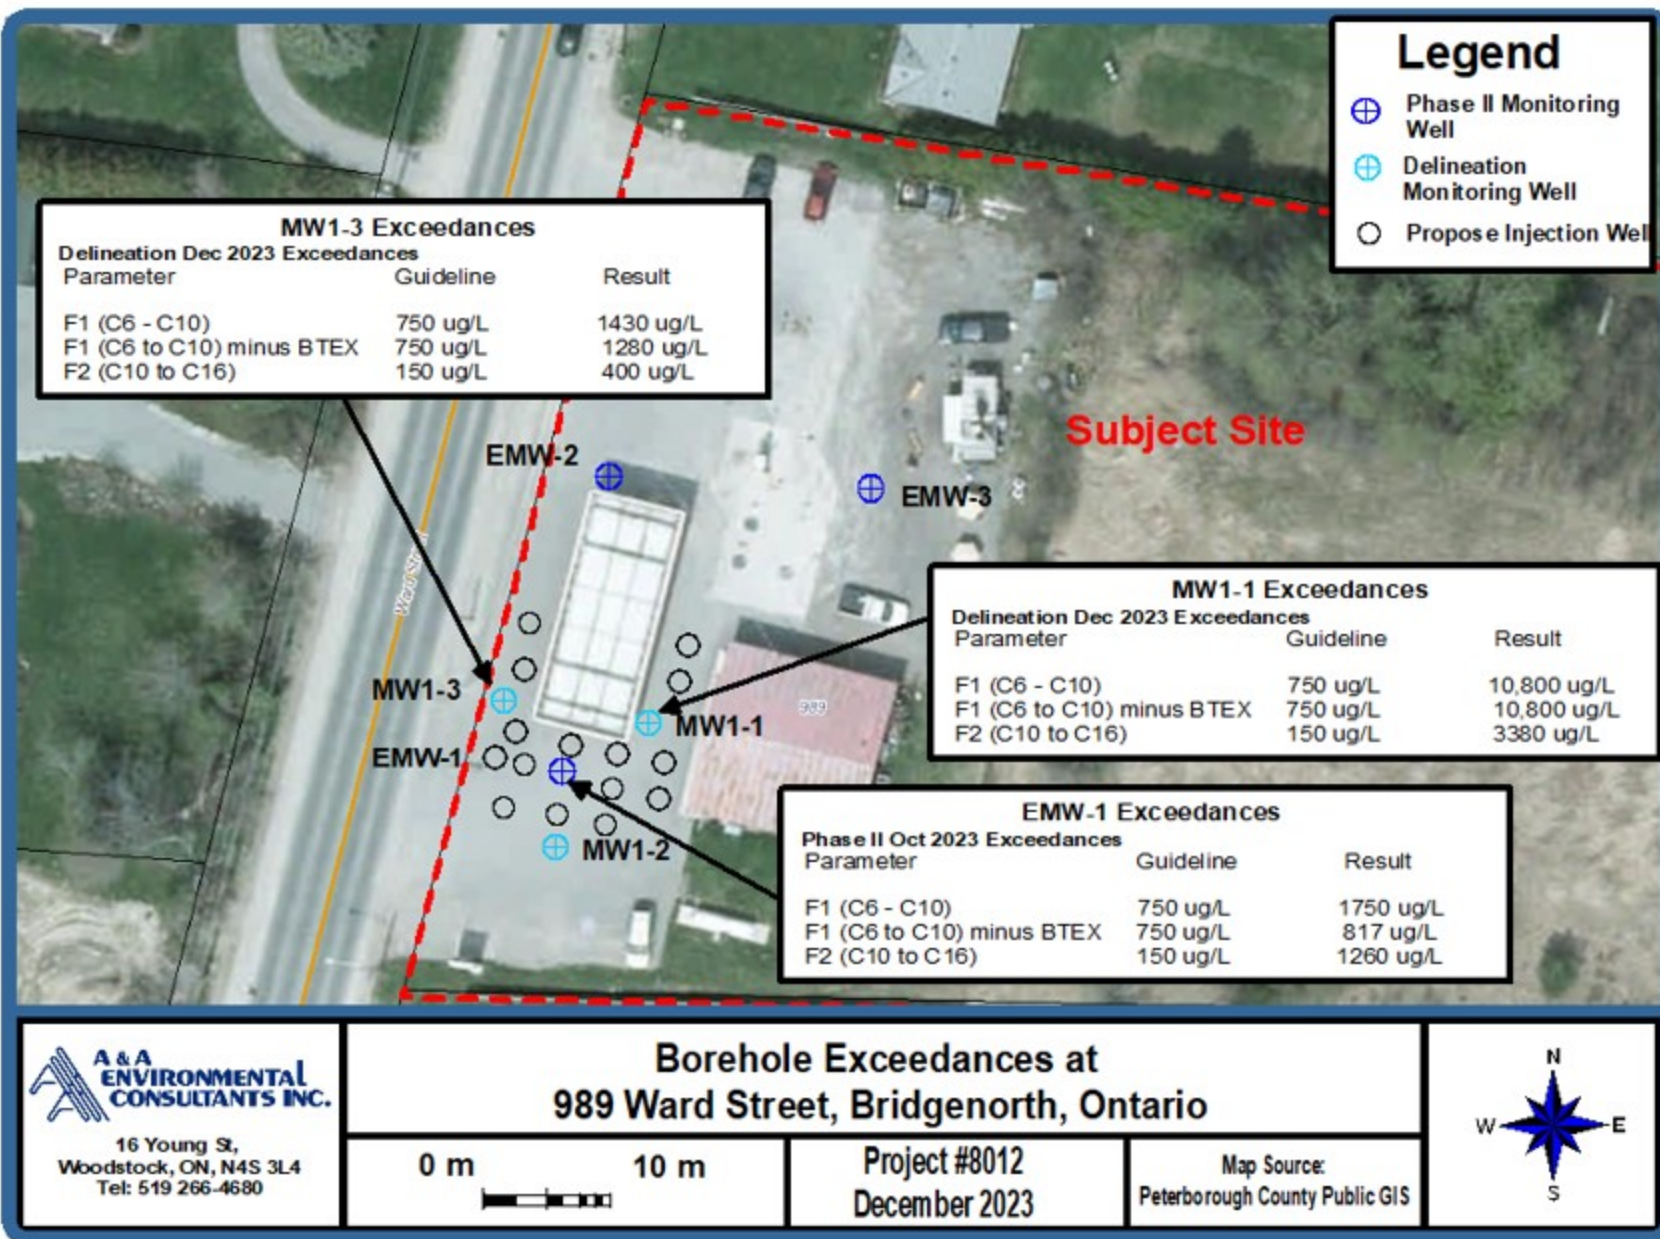 Legend
Phase II Monitoring
Well
Delineation
Monitoring Well
Propose Injection Well
MW1-3 Exceedances
Delineation Dec 2023 Exceedances
Parameter Guideline Result
F1 (C6 - C10) 750 ug/L 1430 ug/L
F1 (C6 to C10) minus BTEX 750 ug/L 1280 ug/L
F2 (C10 to C16) 150 ug/L 400 ug/L
Subject Site
EMW-2
EMW-3
Ward Street
MW1-1 Exceedances
Delineation Dec 2023 Exceedances
Parameter Guideline Result
F1 (C6 - C10) 750 ug/L 10,800 ug/L
F1 (C6 to C10) minus BTEX 750 ug/L 10,800 ug/L
F2 (C10 to C16) 150 ug/L 3380 ug/L
MW1-3
989
MW1-1
EMW-1
MW1-2
EMW-1 Exceedances
Phase II Oct 2023 Exceedances
Parameter Guideline Result
F1 (C6 - C10) 750 ug/L 1750 ug/L
F1 (C6 to C10) minus BTEX 750 ug/L 817 ug/L
F2 (C10 to C16) 150 ug/L 1260 ug/L
A & A
ENVIRONMENTAL
CONSULTANTS INC.
16 Young St,
Woodstock, ON, N4S 3L4
Tel: 519 266-4680
Borehole Exceedances at
989 Ward Street, Bridgenorth, Ontario
0 m 10 m
Project #8012
December 2023
Map Source:
Peterborough County Public GIS
N
W E
S